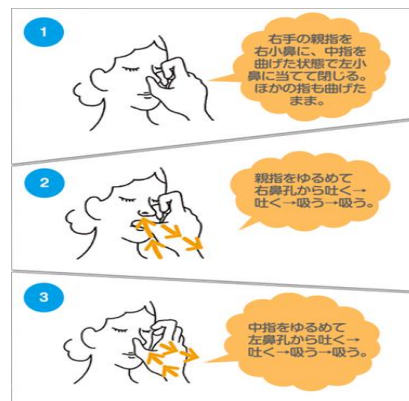 1
右手の親指を
右小鼻に、中指を
曲げた状態で左小
鼻に当てて閉じる。
ほかの指も曲げた
まま。
2
親指をゆるめて
右鼻孔から吐く→
吐く→吸う→吸う。
3
中指をゆるめて
左鼻孔から吐く→
吐く→吸う→吸う。